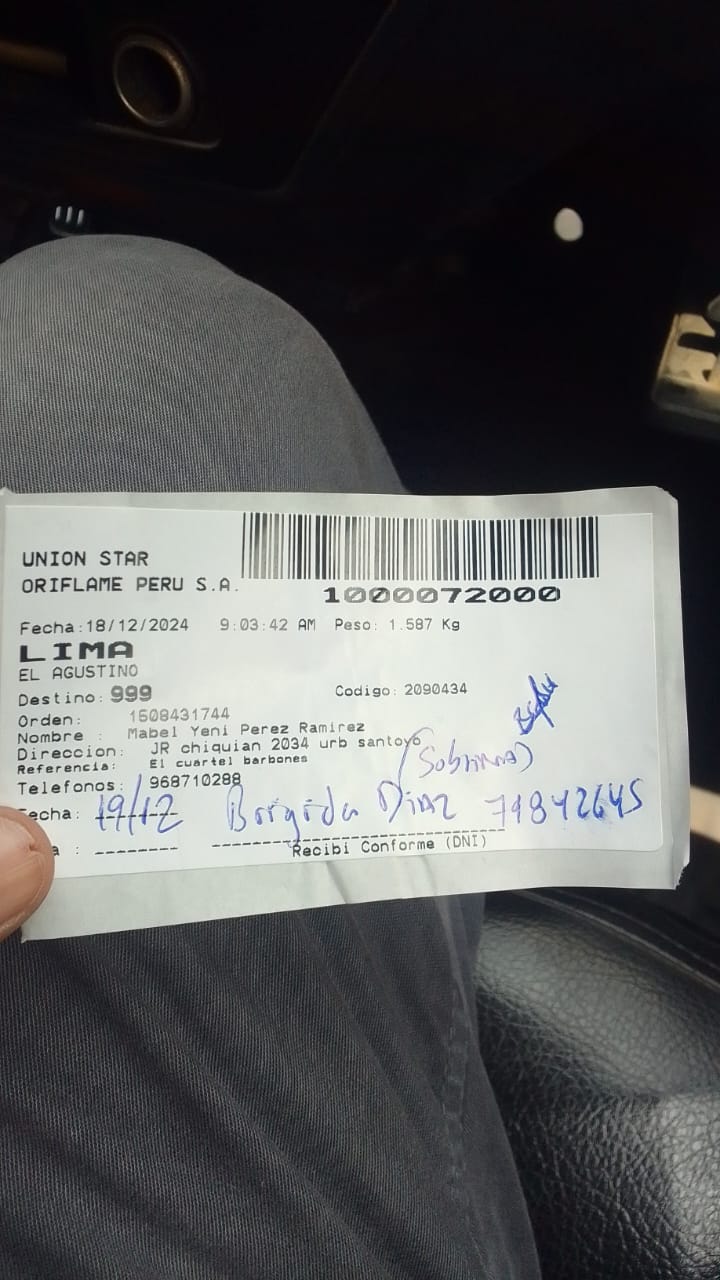 UNION STAR
ORIFLAME PERU S.A.
1000072000
Fecha:18/12/2024 9:03:42 AM Peso: 1.587 Kg
LIMA
EL AGUSTINO
Destino: 999 Codigo: 2090434
Orden: 1508431744
Nombre : Mabel Yeni Perez Ramirez
Direccion: JR chiquian 2034 urb santoyo
Referencia: El cuartel barbones
(Sobrina)
Telefonos: 968710288
echa: 19/12 Brigida Diaz 74842645
a : -------- Recibi Conforme (DNI)